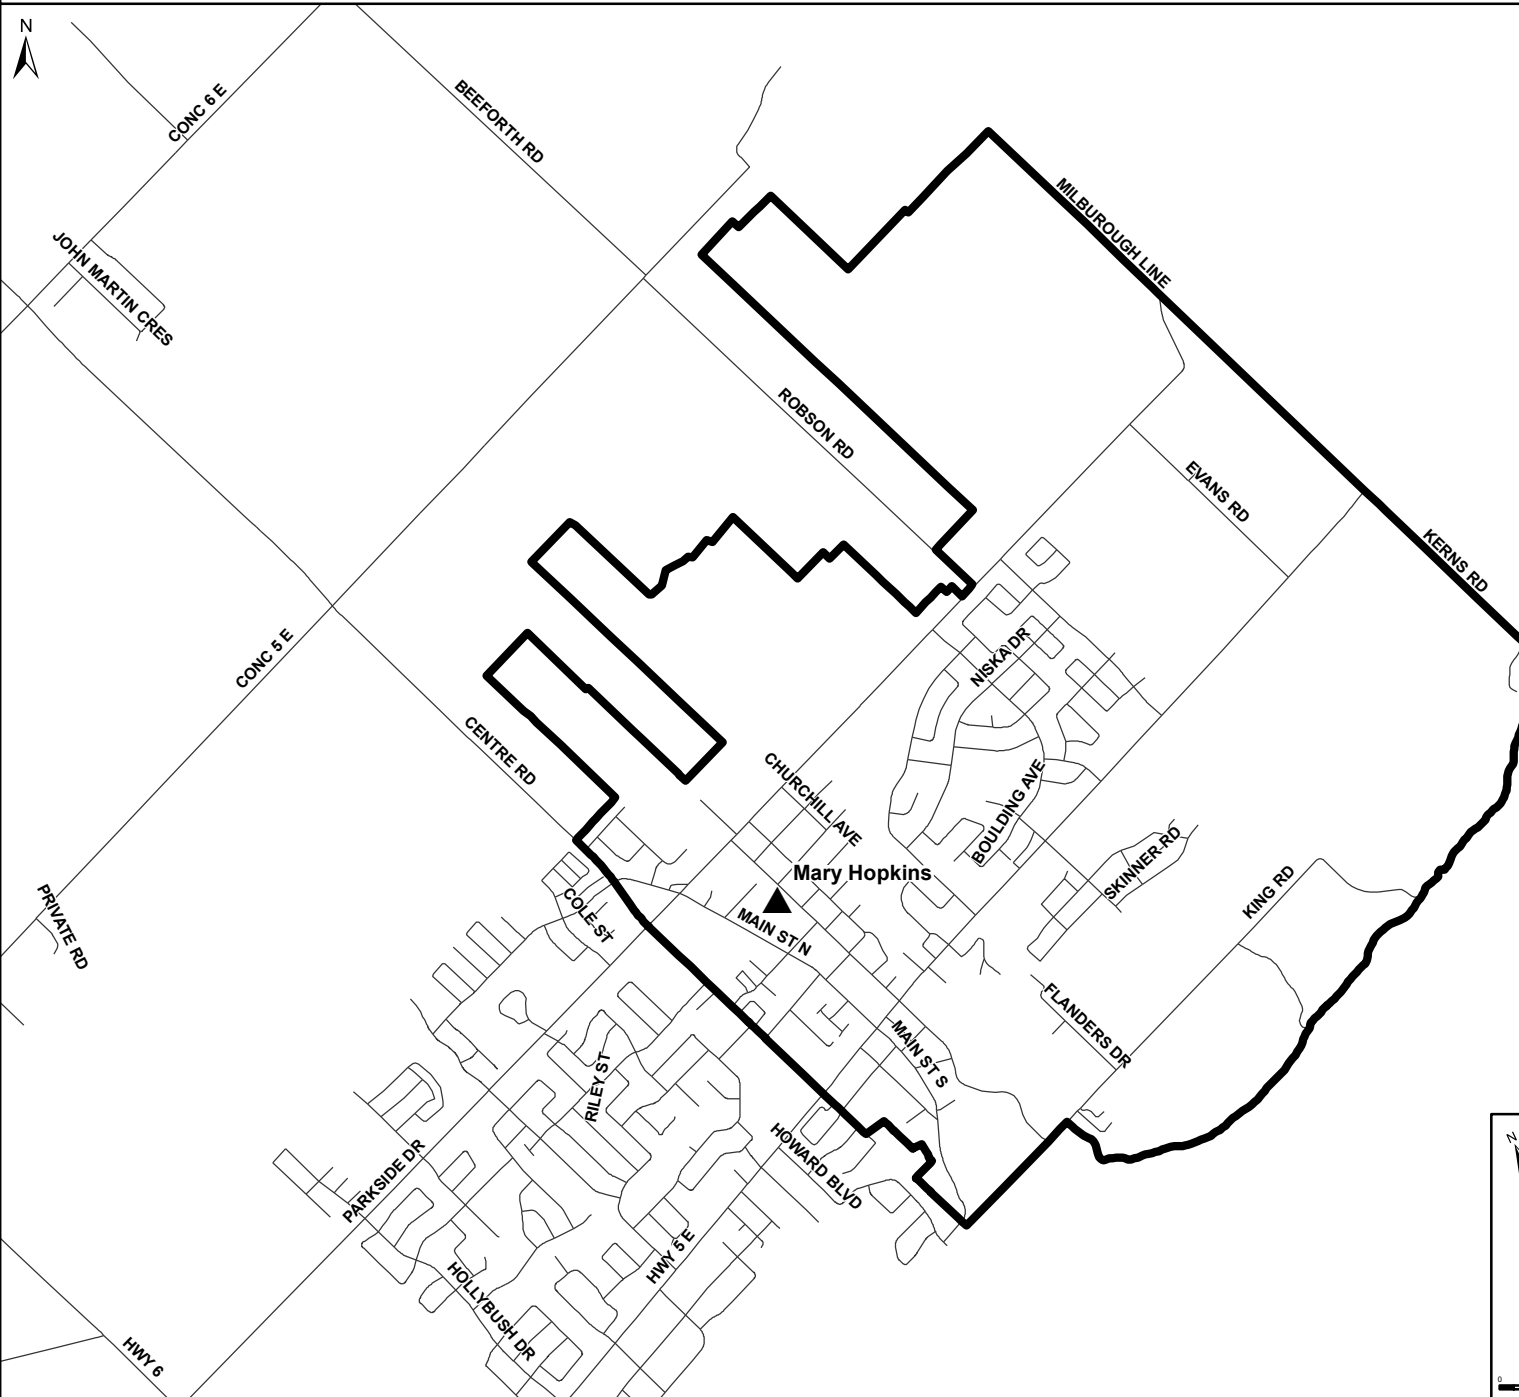 N
CONC 6 E
BEEFORTH RD
MILBOROUGH LINE
JOHN MARTIN CRES
ROBSON RD
EVANS RD
KERNS RD
CONC 5 E
NISKA DR
CENTRE RD
CHURCHILL AVE
BOULDING AVE
SKINNER RD
Mary Hopkins
KING RD
PRIVATE RD
COLE ST
MAIN ST N
FLANDERS DR
MAIN ST S
RILEY ST
PARKSIDE DR
HOWARD BLVD
HWY 5 E
HOLLYBUSH DR
HWY 6
N
0